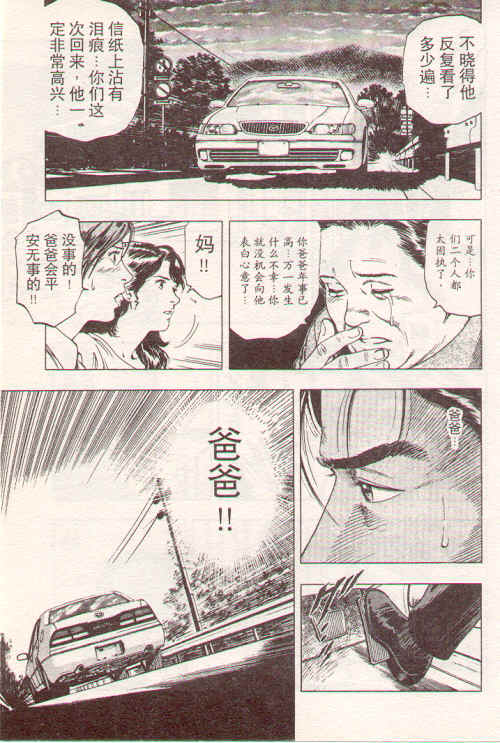 不晓得他
反复看了
多少遍…
信纸上沾有
泪痕…你们这
次回来，他一
定非常高兴…
可是…你
们二个人都
太固执了，
你爸爸年事已
高…万一发生
什么不幸…你
就没机会向他
表白心意了…
妈!!
没事的！
爸爸会平
安无事的!!
爸爸…
爸爸!!